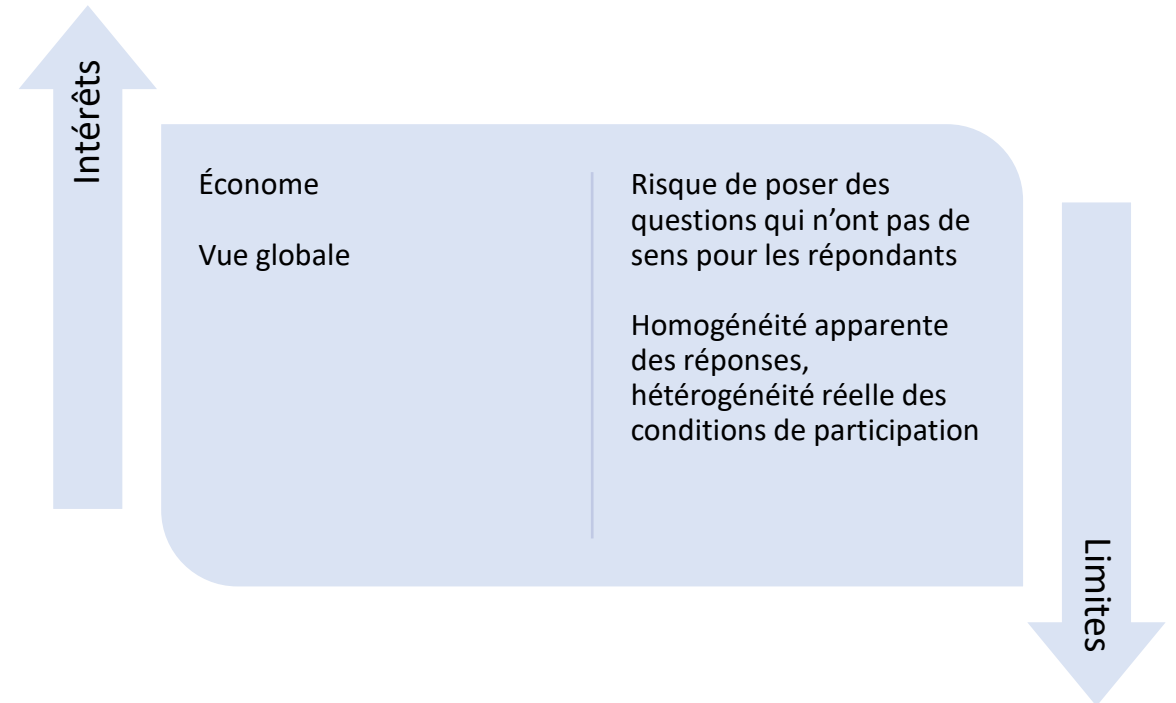 Intérêts
Économe
Vue globale
Risque de poser des
questions qui n’ont pas de
sens pour les répondants
Homogénéité apparente
des réponses,
hétérogénéité réelle des
conditions de participation
Limites